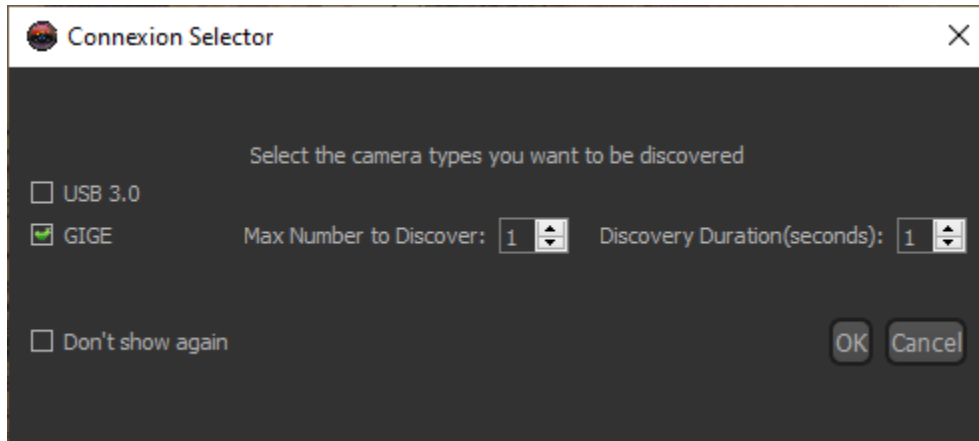 Connexion Selector
Select the camera types you want to be discovered
USB 3.0
GIGE Max Number to Discover: 1 Discovery Duration(seconds): 1
Don't show again OK Cancel